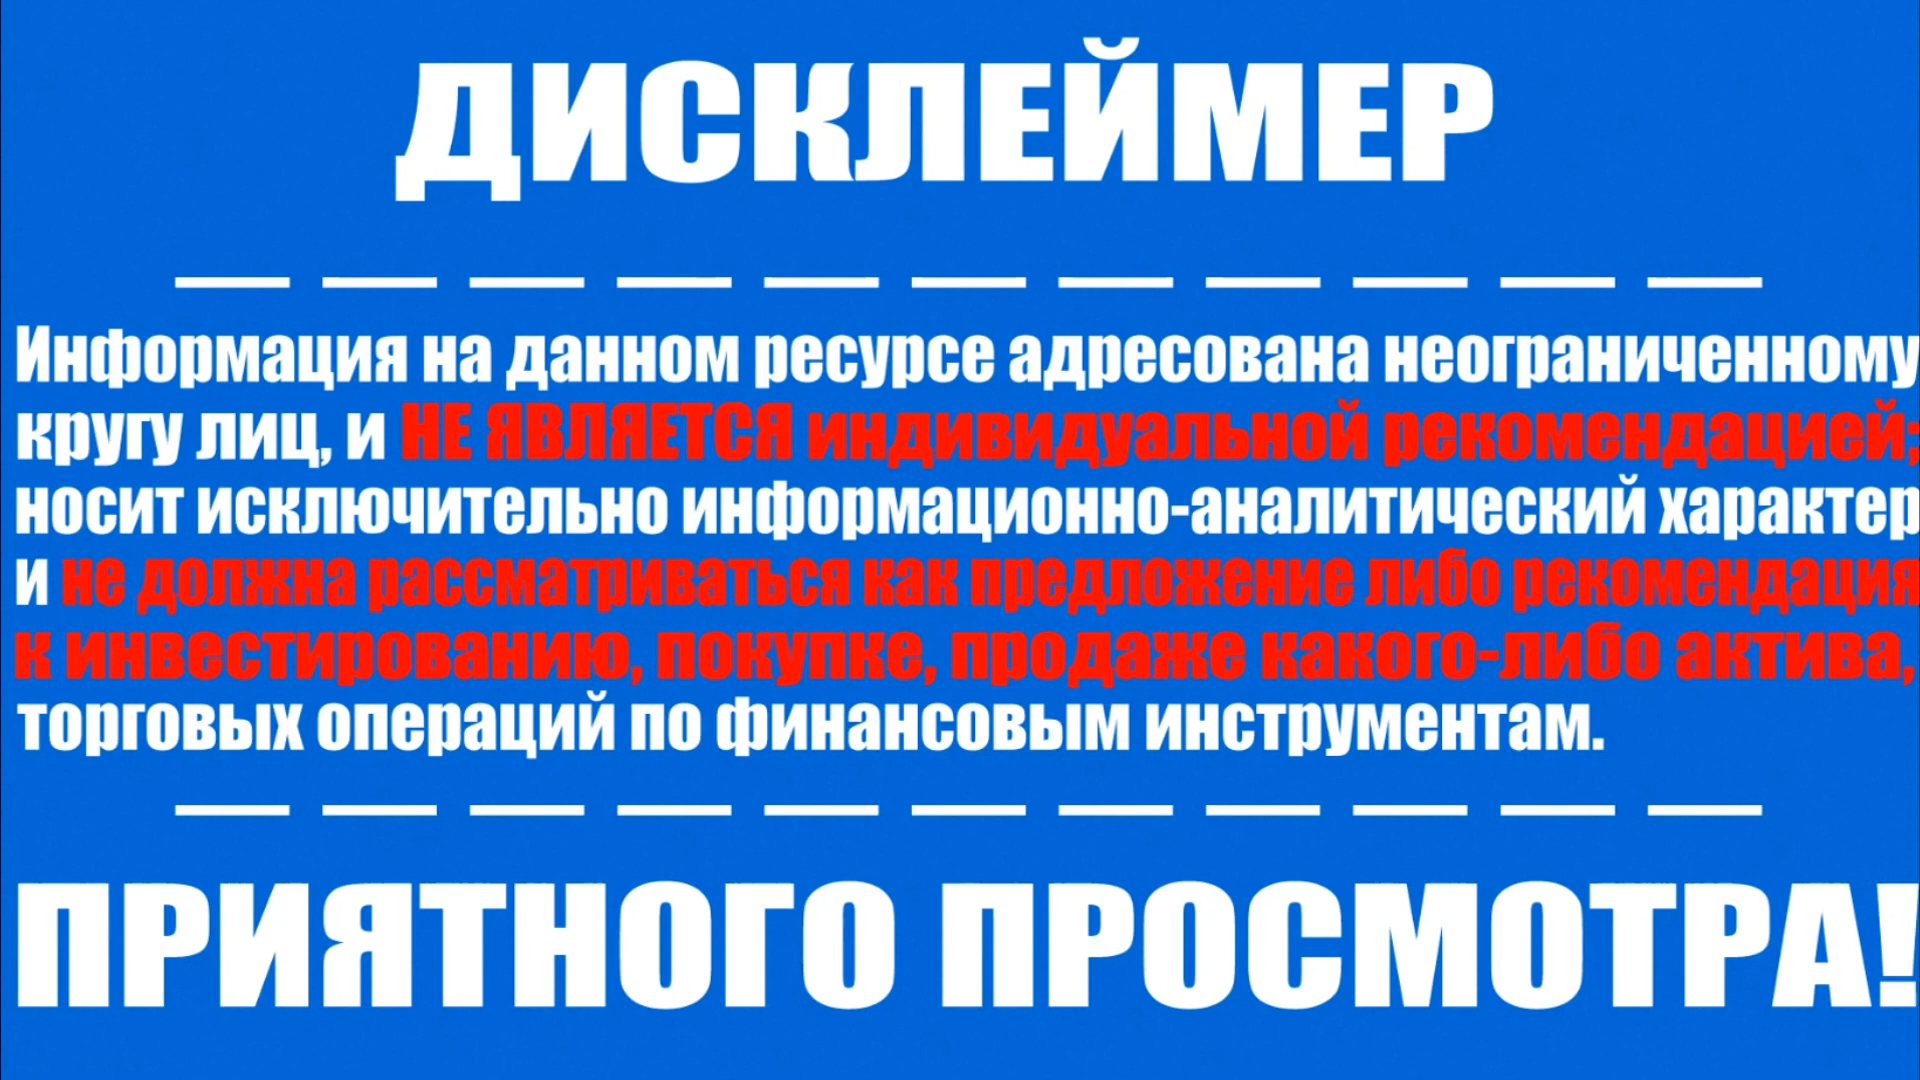 ДИСКЛЕЙМЕР
Информация на данном ресурсе адресована неограниченному
кругу лиц, и НЕ ЯВЛЯЕТСЯ индивидуальной рекомендацией;
носит исключительно информационно-аналитический характер
и не должна рассматриваться как предложение либо рекомендация
к инвестированию, покупке, продаже какого-либо актива,
торговых операций по финансовым инструментам.
ПРИЯТНОГО ПРОСМОТРА!